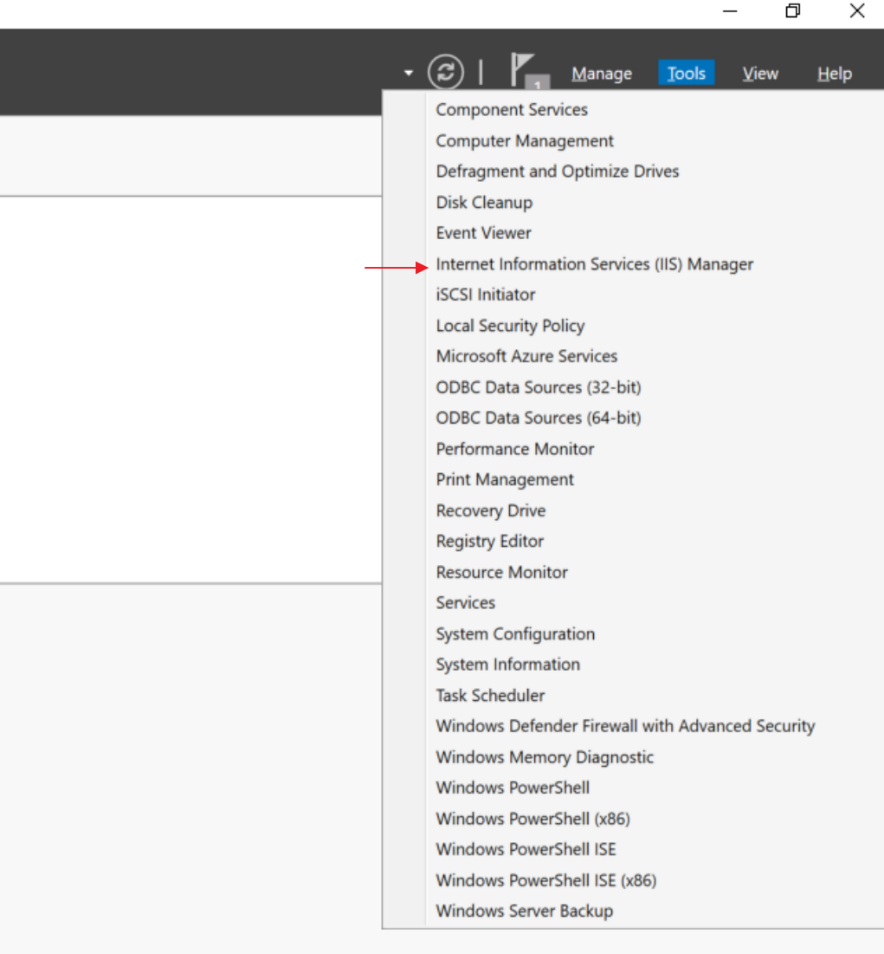 1
Manage
Tools
View
Help
Component Services
Computer Management
Defragment and Optimize Drives
Disk Cleanup
Event Viewer
Internet Information Services (IIS) Manager
iSCSI Initiator
Local Security Policy
Microsoft Azure Services
ODBC Data Sources (32-bit)
ODBC Data Sources (64-bit)
Performance Monitor
Print Management
Recovery Drive
Registry Editor
Resource Monitor
Services
System Configuration
System Information
Task Scheduler
Windows Defender Firewall with Advanced Security
Windows Memory Diagnostic
Windows PowerShell
Windows PowerShell (x86)
Windows PowerShell ISE
Windows PowerShell ISE (x86)
Windows Server Backup